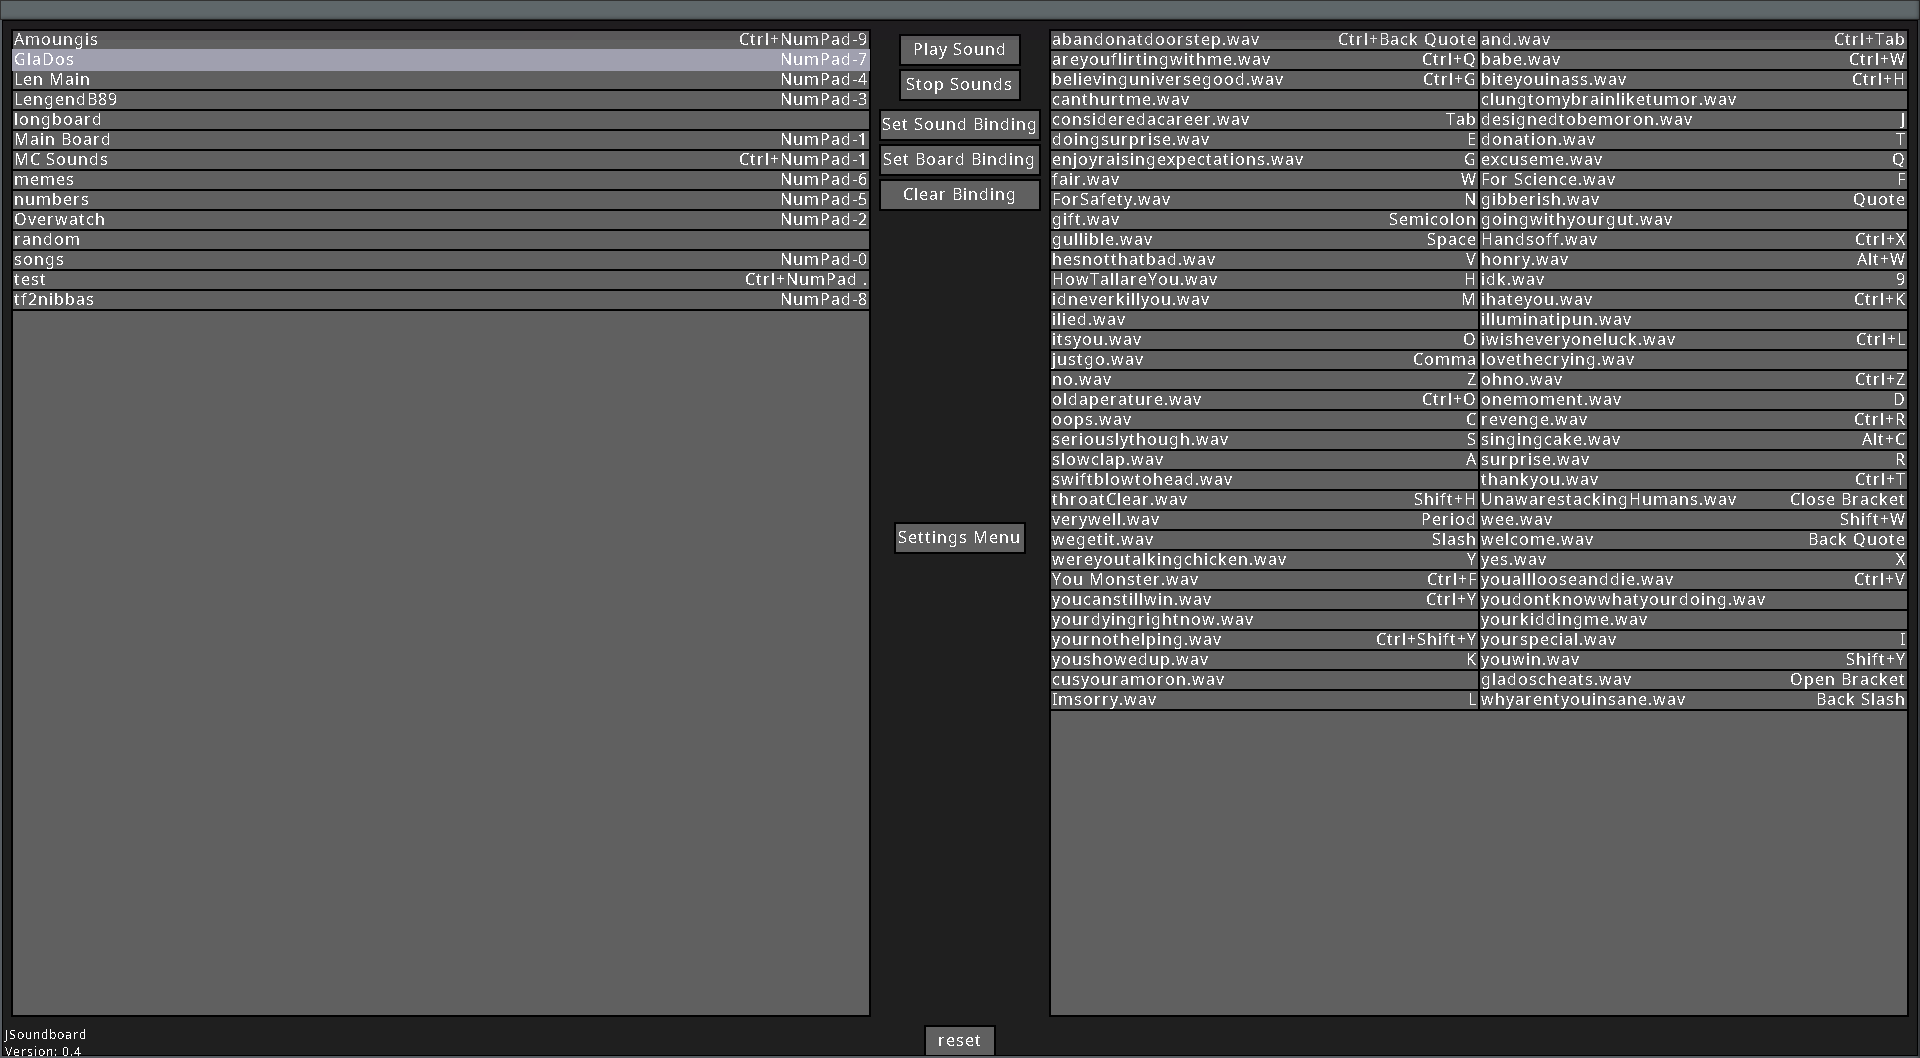 Amoungis Ctrl+NumPad-9
GlaDos NumPad-7
Len Main NumPad-4
LengendB89 NumPad-3
longboard
Main Board NumPad-1
MC Sounds Ctrl+NumPad-1
memes NumPad-6
numbers NumPad-5
Overwatch NumPad-2
random
songs NumPad-0
test Ctrl+NumPad .
tf2nibbas NumPad-8
Play Sound
Stop Sounds
Set Sound Binding
Set Board Binding
Clear Binding
Settings Menu
abandonatdoorstep.wav Ctrl+Back Quote and.wav Ctrl+Tab
areyouflirtingwithme.wav Ctrl+Q babe.wav Ctrl+W
believinguniversegood.wav Ctrl+G biteyouinass.wav Ctrl+H
canthurtme.wav clungtomybrainliketumor.wav
consideredacareer.wav Tab designedtobemoron.wav J
doingsurprise.wav E donation.wav T
enjoyraisingexpectations.wav G excuseme.wav Q
fair.wav W For Science.wav F
ForSafety.wav N gibberish.wav Quote
gift.wav Semicolon goingwithyourgut.wav
gullible.wav Space Handsoff.wav Ctrl+X
hesnotthatbad.wav V honry.wav Alt+W
HowTallareYou.wav H idk.wav 9
idneverkillyou.wav M ihateyou.wav Ctrl+K
ilied.wav illuminatipun.wav
itsyou.wav O iwisheveryoneluck.wav Ctrl+L
justgo.wav Comma lovethecrying.wav
no.wav Z ohno.wav Ctrl+Z
oldaperature.wav Ctrl+O onemoment.wav D
oops.wav C revenge.wav Ctrl+R
seriouslythough.wav S singingcake.wav Alt+C
slowclap.wav A surprise.wav R
swiftblowtohead.wav thankyou.wav Ctrl+T
throatClear.wav Shift+H UnawarestackingHumans.wav Close Bracket
verywell.wav Period wee.wav Shift+W
wegetit.wav Slash welcome.wav Back Quote
wereyoutalkingchicken.wav Y yes.wav X
You Monster.wav Ctrl+F youalllooseanddie.wav Ctrl+V
youcanstillwin.wav Ctrl+Y youdontknowwhatyourdoing.wav
yourdyingrightnow.wav yourkiddingme.wav
yournothelping.wav Ctrl+Shift+Y yourspecial.wav I
youshowedup.wav K youwin.wav Shift+Y
cusyouramoron.wav gladoscheats.wav Open Bracket
Imsorry.wav L whyarentyouinsane.wav Back Slash
JSoundboard
Version: 0.4
reset